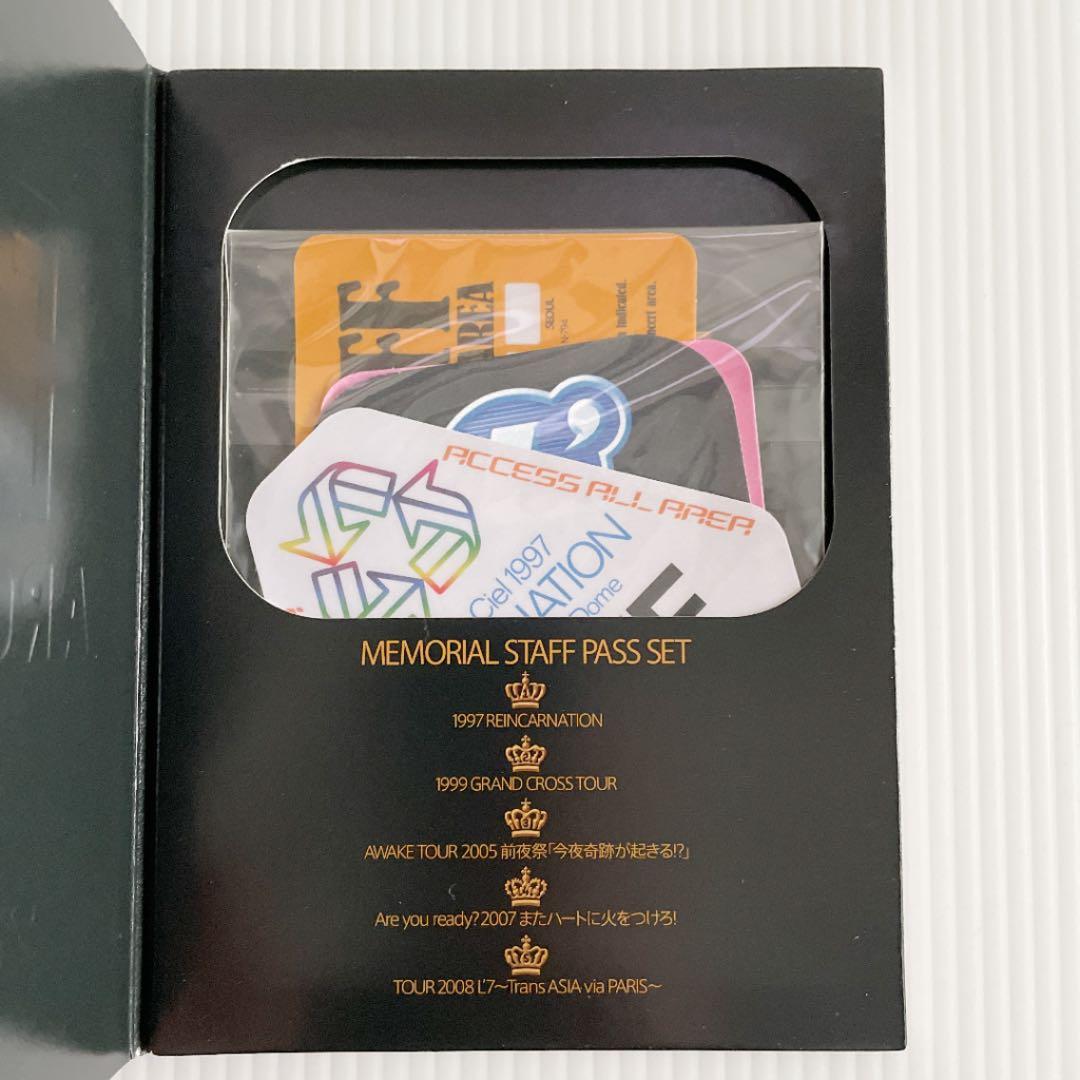 AREA
SEOUL
indicated.
area.
ACCESS ALL AREA
Ciel 1997
NATION
Dome
MEMORIAL STAFF PASS SET
1997 REINCARNATION
1999 GRAND CROSS TOUR
AWAKE TOUR 2005 前夜祭「今夜奇跡が起きる!?」
Are you ready? 2007 またハートに火をつけろ!
TOUR 2008 L'7~Trans ASIA via PARIS~